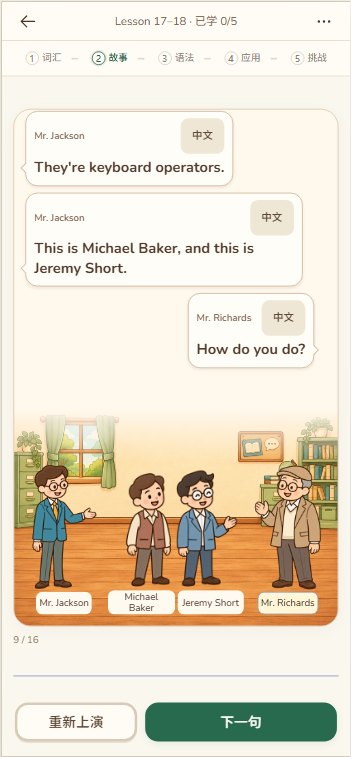 Lesson 17–18 · 已学 0/5
1 词汇 – 2 故事 – 3 语法 – 4 应用 – 5 挑战
Mr. Jackson 中文
They're keyboard operators.
Mr. Jackson 中文
This is Michael Baker, and this is
Jeremy Short.
Mr. Richards 中文
How do you do?
Mr. Jackson
Michael
Baker
Jeremy Short
Mr. Richards
9 / 16
重新上演
下一句